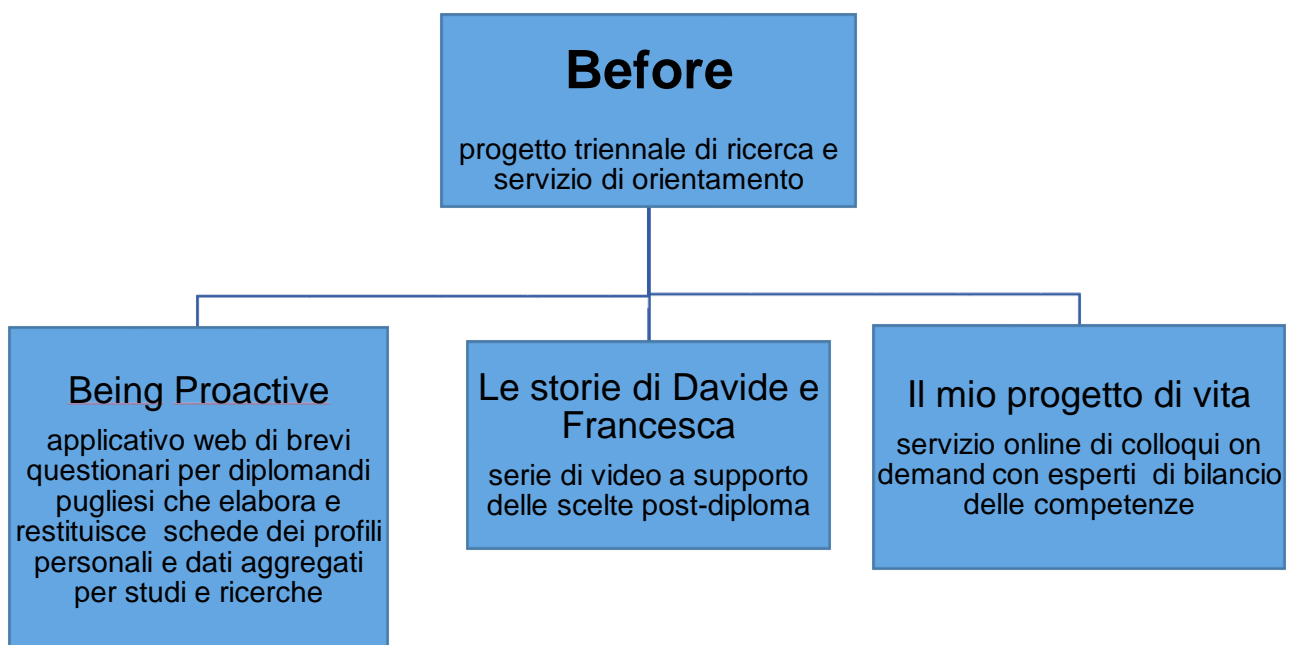 Before
progetto triennale di ricerca e
servizio di orientamento
Being Proactive
applicativo web di brevi
questionari per diplomandi
pugliesi che elabora e
restituisce schede dei profili
personali e dati aggregati
per studi e ricerche
Le storie di Davide e
Francesca
serie di video a supporto
delle scelte post-diploma
Il mio progetto di vita
servizio online di colloqui on
demand con esperti di bilancio
delle competenze